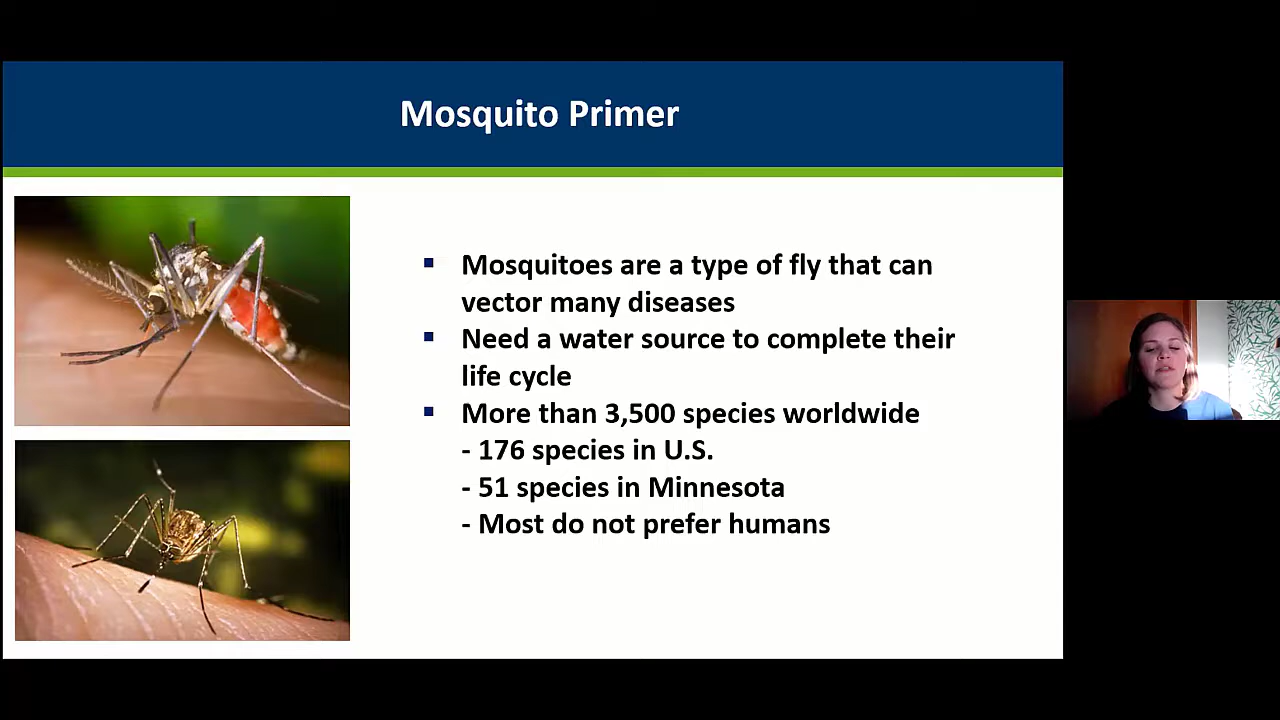 Mosquito Primer
▪ Mosquitoes are a type of fly that can
vector many diseases
▪ Need a water source to complete their
life cycle
▪ More than 3,500 species worldwide
- 176 species in U.S.
- 51 species in Minnesota
- Most do not prefer humans